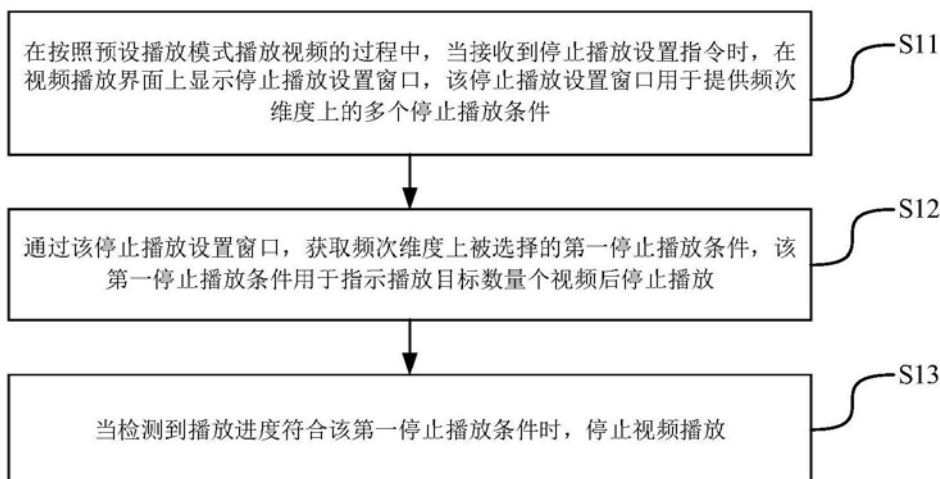 在按照预设播放模式播放视频的过程中，当接收到停止播放设置指令时，在
视频播放界面上显示停止播放设置窗口，该停止播放设置窗口用于提供频次
维度上的多个停止播放条件
S11
通过该停止播放设置窗口，获取频次维度上被选择的第一停止播放条件，该
第一停止播放条件用于指示播放目标数量个视频后停止播放
S12
当检测到播放进度符合该第一停止播放条件时，停止视频播放
S13